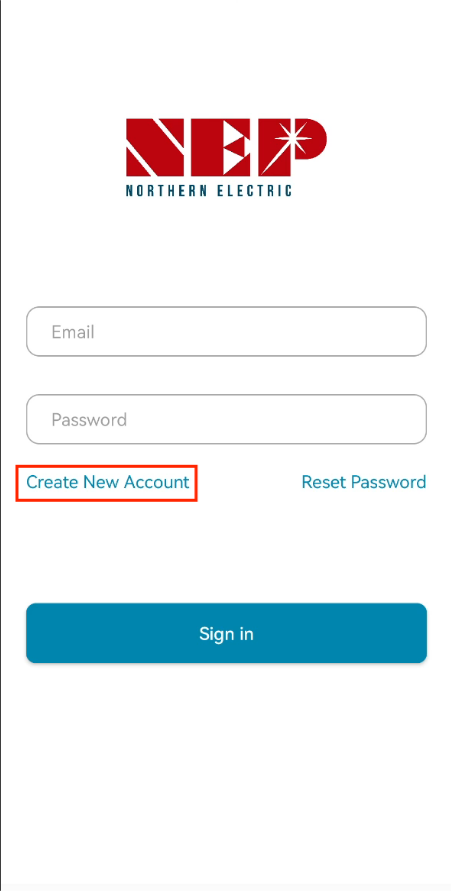 NEP
NORTHERN ELECTRIC
Email
Password
Create New Account
Reset Password
Sign in